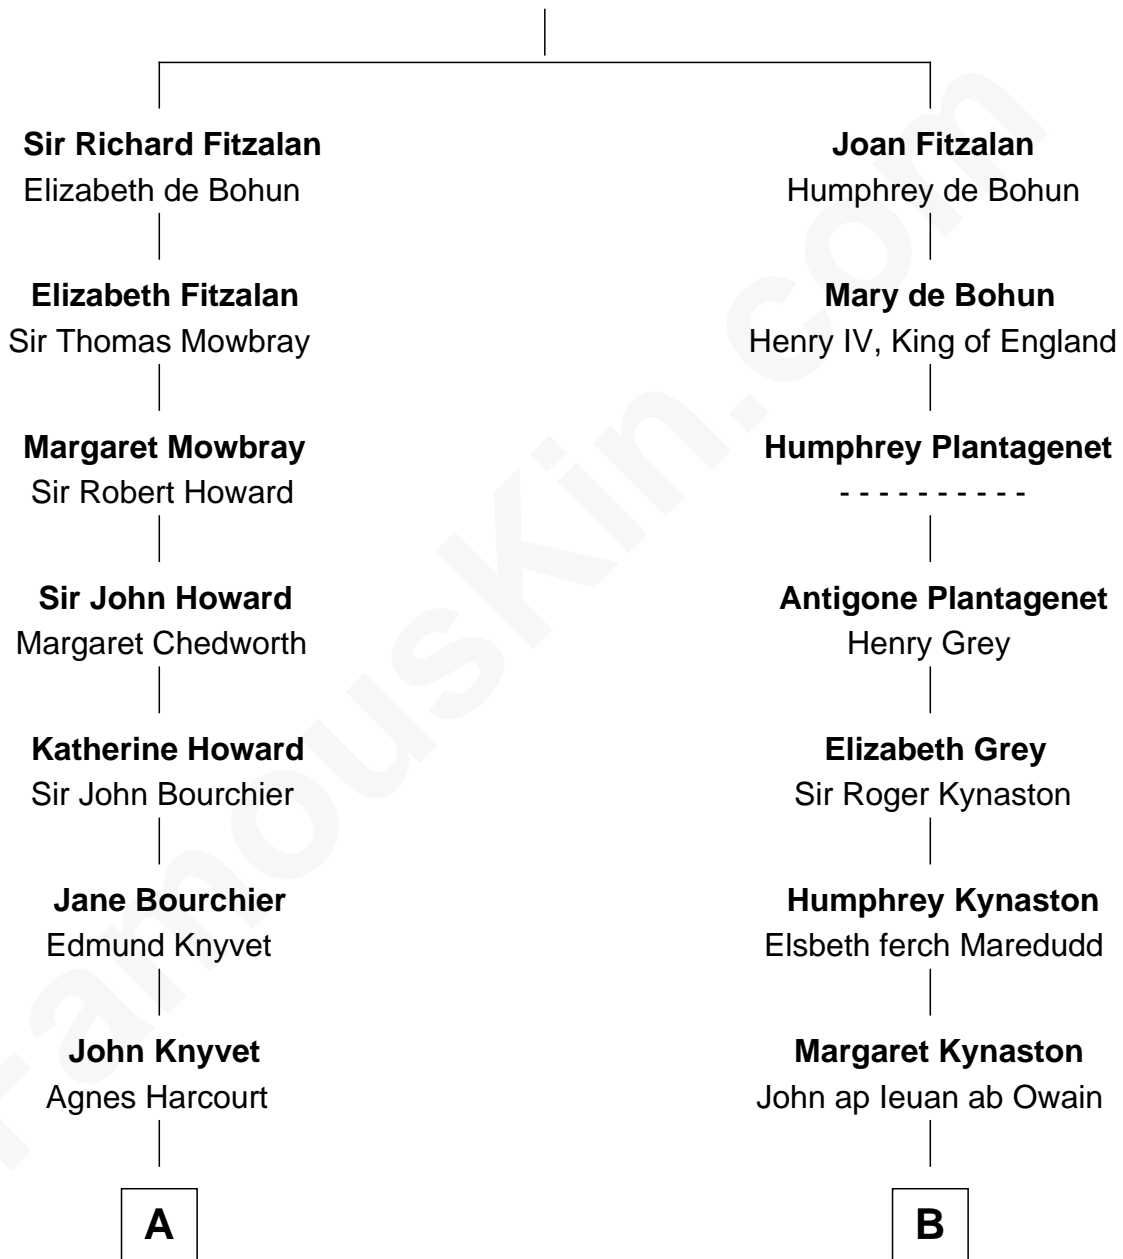 Sir Richard Fitzalan
Elizabeth de Bohun
Elizabeth Fitzalan
Sir Thomas Mowbray
Margaret Mowbray
Sir Robert Howard
Sir John Howard
Margaret Chedworth
Katherine Howard
Sir John Bourchier
Jane Bourchier
Edmund Knyvet
John Knyvet
Agnes Harcourt
A
Joan Fitzalan
Humphrey de Bohun
Mary de Bohun
Henry IV, King of England
Humphrey Plantagenet
- - - - - - - - - -
Antigone Plantagenet
Henry Grey
Elizabeth Grey
Sir Roger Kynaston
Humphrey Kynaston
Elsbeth ferch Maredudd
Margaret Kynaston
John ap Ieuan ab Owain
B
FamousKin.com